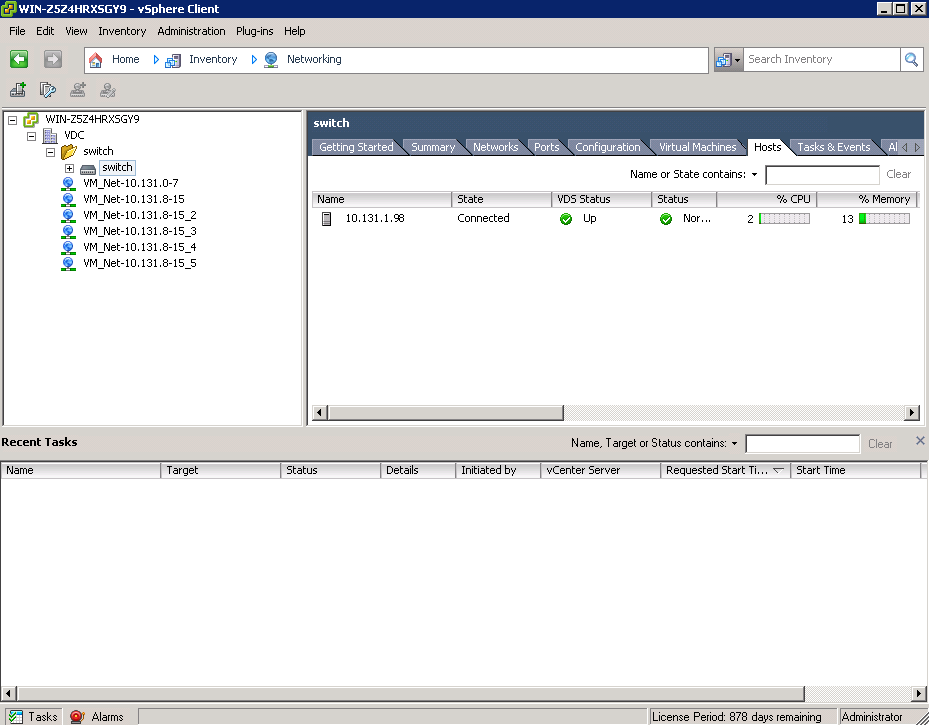 WIN-Z5Z4HRXSGY9 - vSphere Client
File Edit View Inventory Administration Plug-ins Help
Home Inventory Networking Search Inventory
WIN-Z5Z4HRXSGY9
VDC
switch
switch
VM_Net-10.131.0-7
VM_Net-10.131.8-15
VM_Net-10.131.8-15_2
VM_Net-10.131.8-15_3
VM_Net-10.131.8-15_4
VM_Net-10.131.8-15_5
switch
Getting Started Summary Networks Ports Configuration Virtual Machines Hosts Tasks & Events Al
Name or State contains: Clear
Name State VDS Status Status % CPU % Memory
10.131.1.98 Connected Up Nor... 2 13
Recent Tasks Name, Target or Status contains: Clear
Name Target Status Details Initiated by vCenter Server Requested Start Ti... Start Time
Tasks Alarms License Period: 878 days remaining Administrator